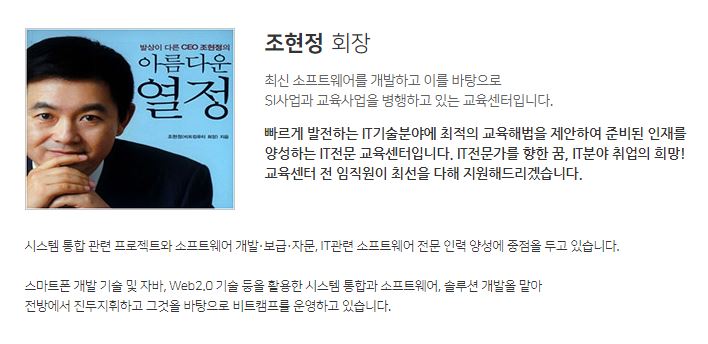 발상이 다른 CEO 조현정의
아름다운
열정
조현정(비트컴퓨터 회장) 지음
조현정 회장
최신 소프트웨어를 개발하고 이를 바탕으로
SI사업과 교육사업을 병행하고 있는 교육센터입니다.
빠르게 발전하는 IT기술분야에 최적의 교육해법을 제안하여 준비된 인재를
양성하는 IT전문 교육센터입니다. IT전문가를 향한 꿈, IT분야 취업의 희망!
교육센터 전 임직원이 최선을 다해 지원해드리겠습니다.
시스템 통합 관련 프로젝트와 소프트웨어 개발·보급·자문, IT관련 소프트웨어 전문 인력 양성에 중점을 두고 있습니다.
스마트폰 개발 기술 및 자바, Web2.0 기술 등을 활용한 시스템 통합과 소프트웨어, 솔루션 개발을 맡아
전방에서 진두지휘하고 그것을 바탕으로 비트캠프를 운영하고 있습니다.